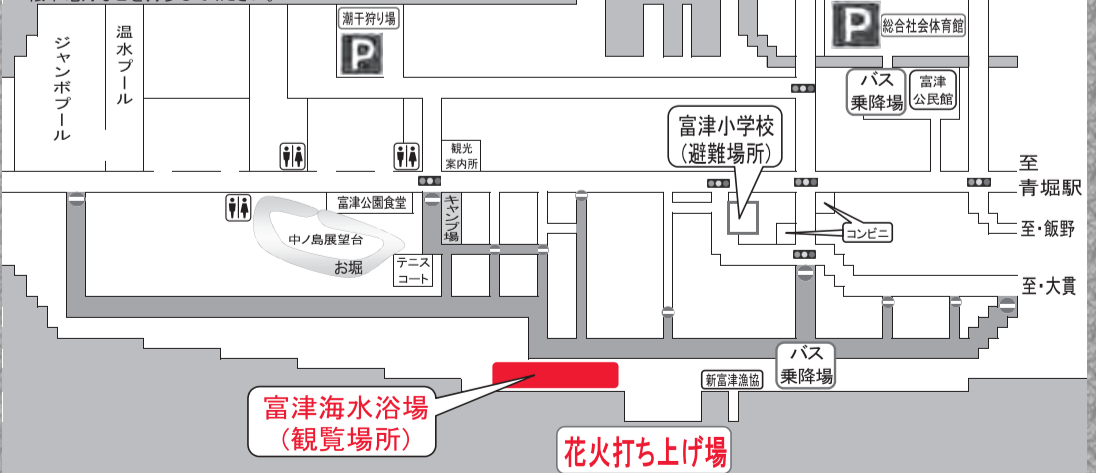 潮干狩り場
P
P
総合社会体育館
ジャンボプール
温水プール
バス
乗降場
富津
公民館
富津小学校
(避難場所)
観光
案内所
至
青堀駅
富津公園食堂
キャンプ場
中ノ島展望台
お堀
テニス
コート
コンビニ
至・飯野
至・大貫
バス
乗降場
新富津漁協
富津海水浴場
(観覧場所)
花火打ち上げ場